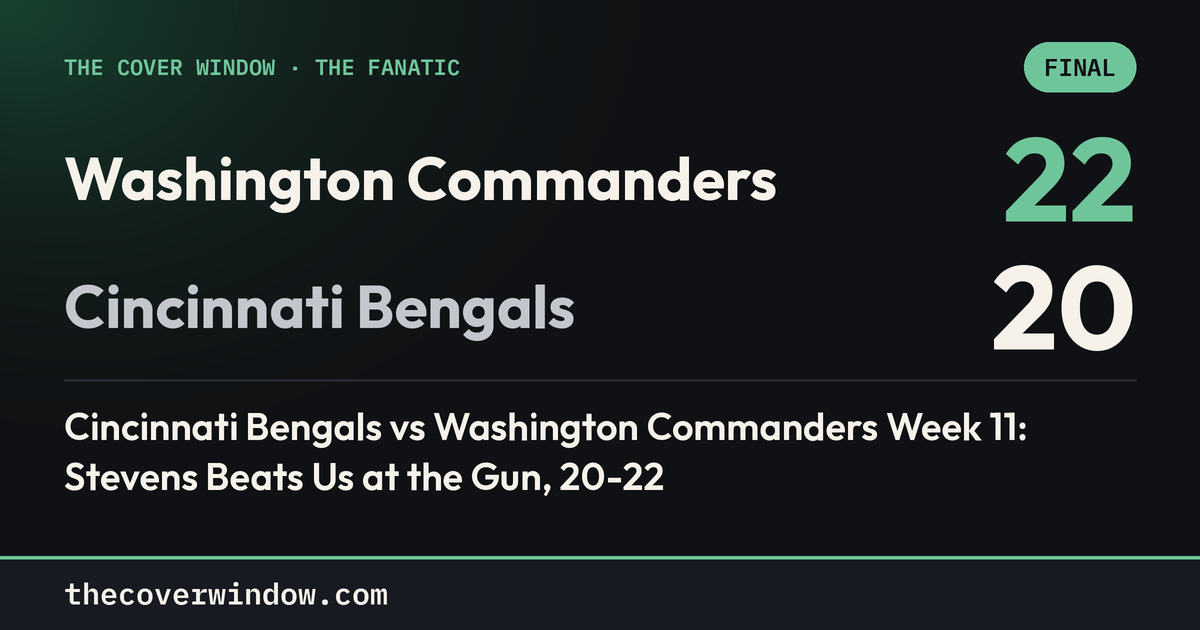 THE COVER WINDOW · THE FANATIC
FINAL
Washington Commanders 22
Cincinnati Bengals 20
Cincinnati Bengals vs Washington Commanders Week 11:
Stevens Beats Us at the Gun, 20-22
thecoverwindow.com